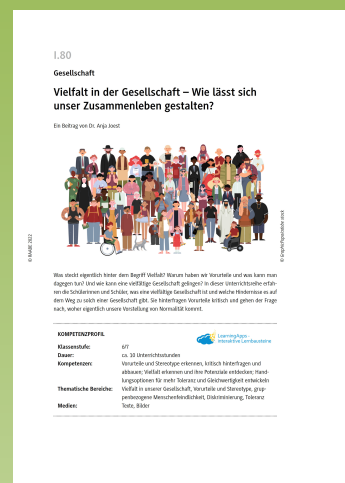 I.80
Gesellschaft
Vielfalt in der Gesellschaft – Wie lässt sich
unser Zusammenleben gestalten?
Ein Beitrag von Dr. Anja Joest
© RAABE 2022
© Graphi/Papaz/adobe stock
Was steckt eigentlich hinter dem Begriff Vielfalt? Warum haben wir Vorurteile und was kann man
dagegen tun? Und wie kann eine vielfältige Gesellschaft gelingen? In dieser Unterrichtsreihe erfah-
ren die Schülerinnen und Schüler, was eine vielfältige Gesellschaft ist und welche Hindernisse es auf
dem Weg zu solch einer Gesellschaft gibt. Sie hinterfragen Vorurteile kritisch und gehen der Frage
nach, woher eigentlich unsere Vorstellung von Normalität kommt.
KOMPETENZPROFIL
LearningApps –
interaktive Lernbausteine
Klassenstufe: 6/7
Dauer: ca. 10 Unterrichtsstunden
Kompetenzen: Vorurteile und Stereotype erkennen, kritisch hinterfragen und
abbauen; Vielfalt erkennen und ihre Potenziale entdecken; Hand-
lungsoptionen für mehr Toleranz und Gleichwertigkeit entwickeln
Thematische Bereiche: Vielfalt in unserer Gesellschaft, Vorurteile und Stereotype, grup-
penbezogene Menschenfeindlichkeit, Diskriminierung, Toleranz
Medien: Texte, Bilder